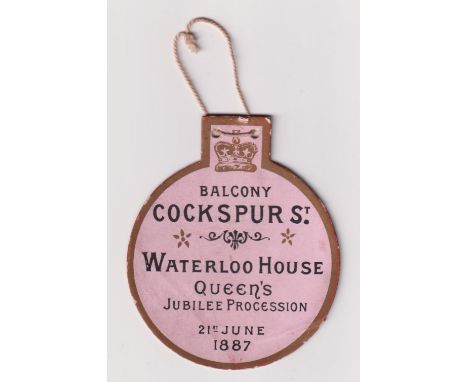 BALCONY
COCKSPUR ST
WATERLOO HOUSE
QUEEN'S
JUBILEE PROCESSION
21ST JUNE
1887